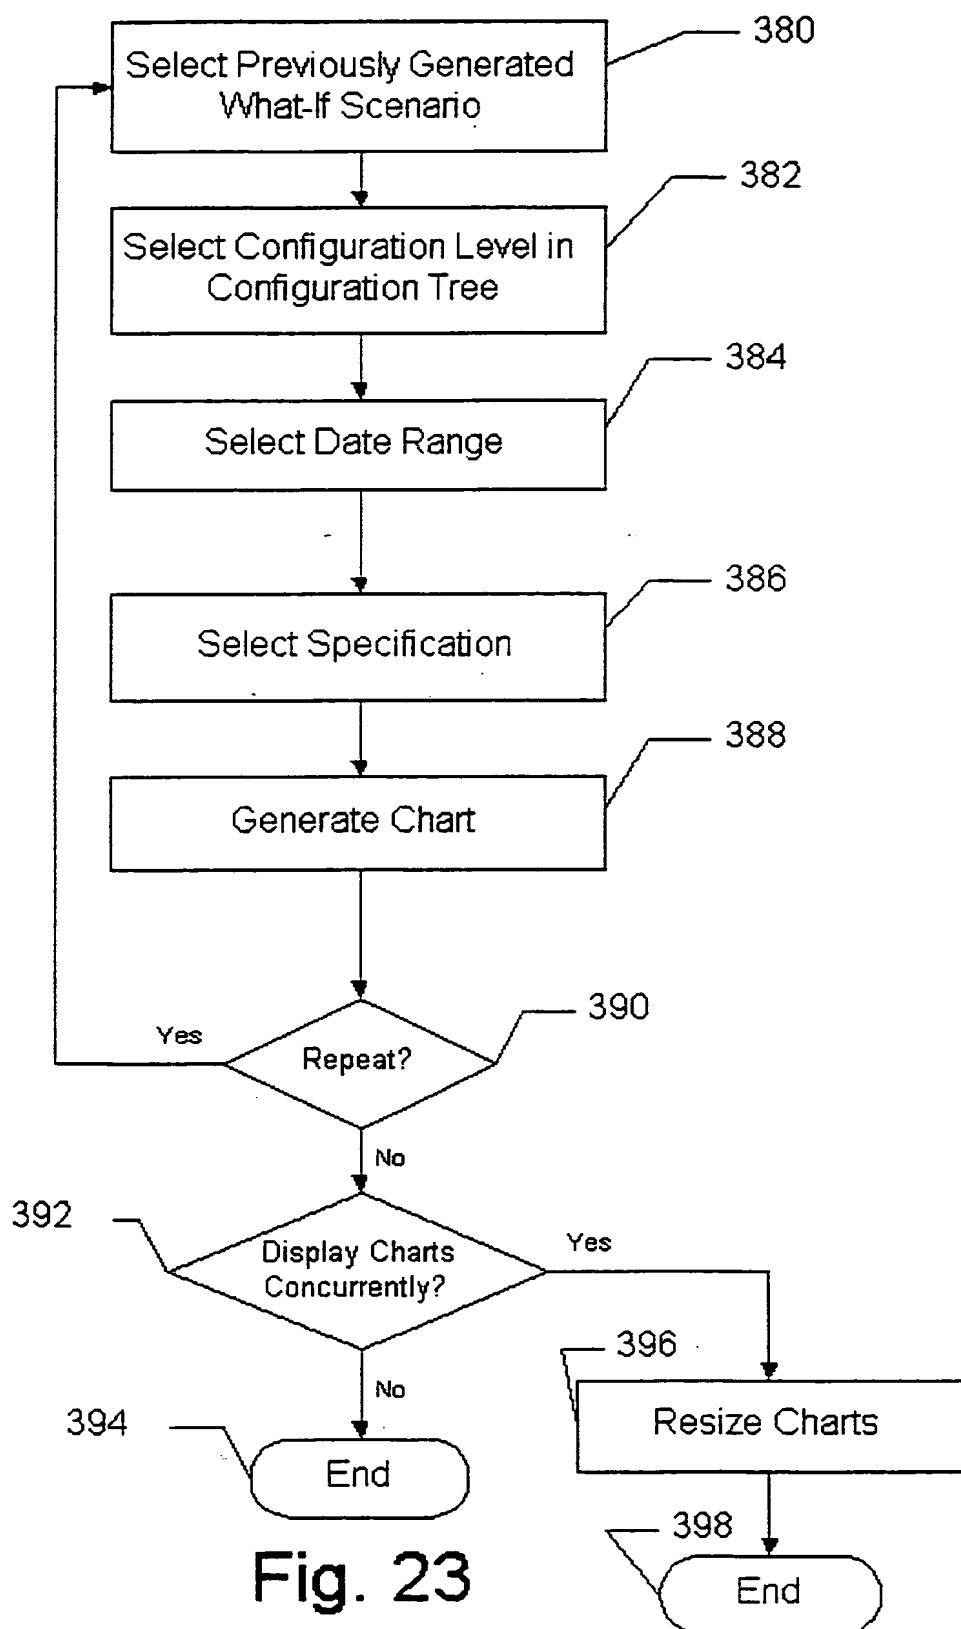 380
Select Previously Generated
What-If Scenario
382
Select Configuration Level in
Configuration Tree
384
Select Date Range
386
Select Specification
388
Generate Chart
390
Yes
Repeat?
No
392
Display Charts
Concurrently?
Yes
396
No
Resize Charts
394
End
398
End
Fig. 23